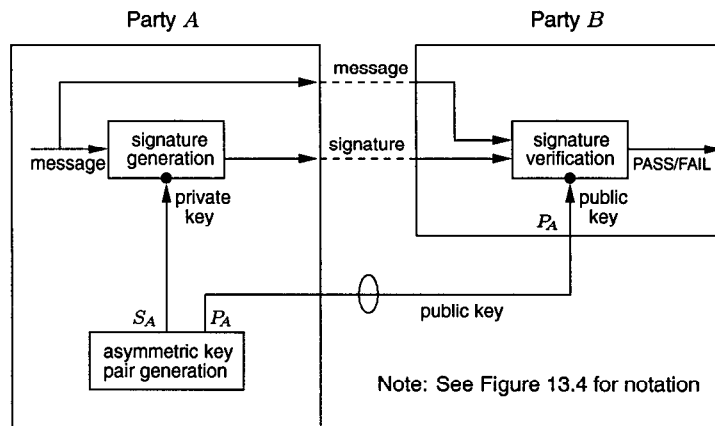 Party A
Party B
message
message
signature
generation
signature
signature
verification
PASS/FAIL
private
key
public
key
P_A
S_A
P_A
public key
asymmetric key
pair generation
Note: See Figure 13.4 for notation